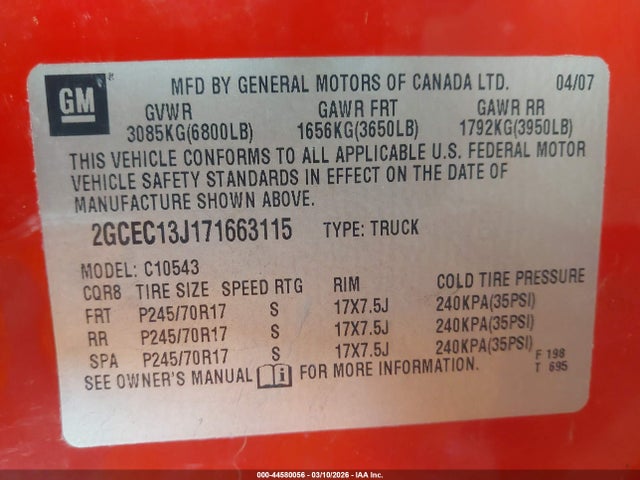 GM
MFD BY GENERAL MOTORS OF CANADA LTD. 04/07
GVWR GAWR FRT GAWR RR
3085KG(6800LB) 1656KG(3650LB) 1792KG(3950LB)
THIS VEHICLE CONFORMS TO ALL APPLICABLE U.S. FEDERAL MOTOR
VEHICLE SAFETY STANDARDS IN EFFECT ON THE DATE OF
MANUFACTURE SHOWN ABOVE.
2GCEC13J171663115 TYPE: TRUCK
MODEL: C10543
CQR8 TIRE SIZE SPEED RTG RIM COLD TIRE PRESSURE
FRT P245/70R17 S 17X7.5J 240KPA(35PSI)
RR P245/70R17 S 17X7.5J 240KPA(35PSI)
SPA P245/70R17 S 17X7.5J 240KPA(35PSI)
F 198
SEE OWNER'S MANUAL i FOR MORE INFORMATION. T 695
000-44580056 - 03/10/2026 - IAA Inc.